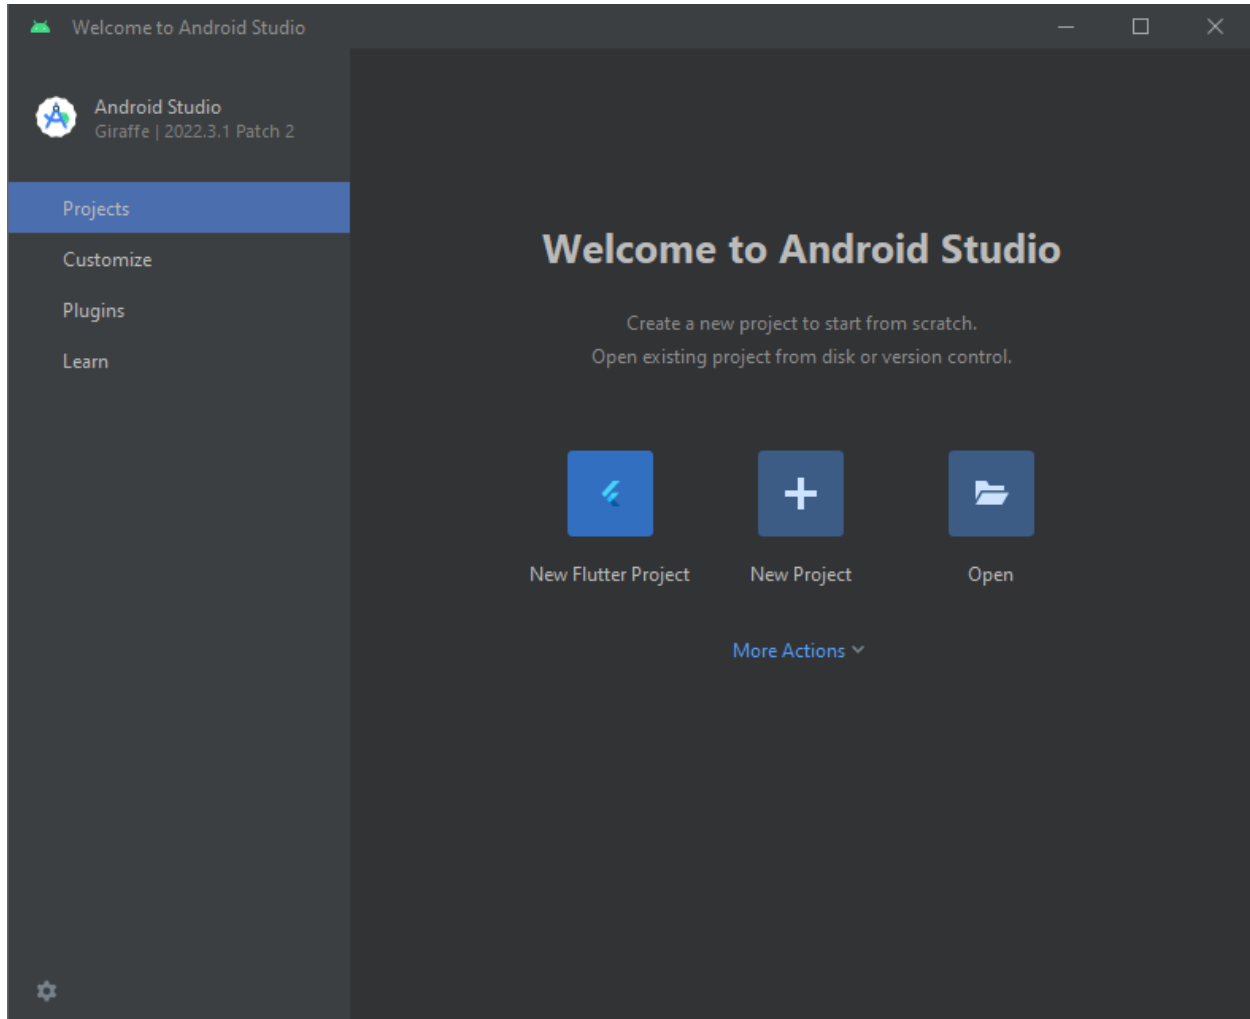 Welcome to Android Studio
Android Studio
Giraffe | 2022.3.1 Patch 2
Projects
Customize
Plugins
Learn
Welcome to Android Studio
Create a new project to start from scratch.
Open existing project from disk or version control.
New Flutter Project
New Project
Open
More Actions